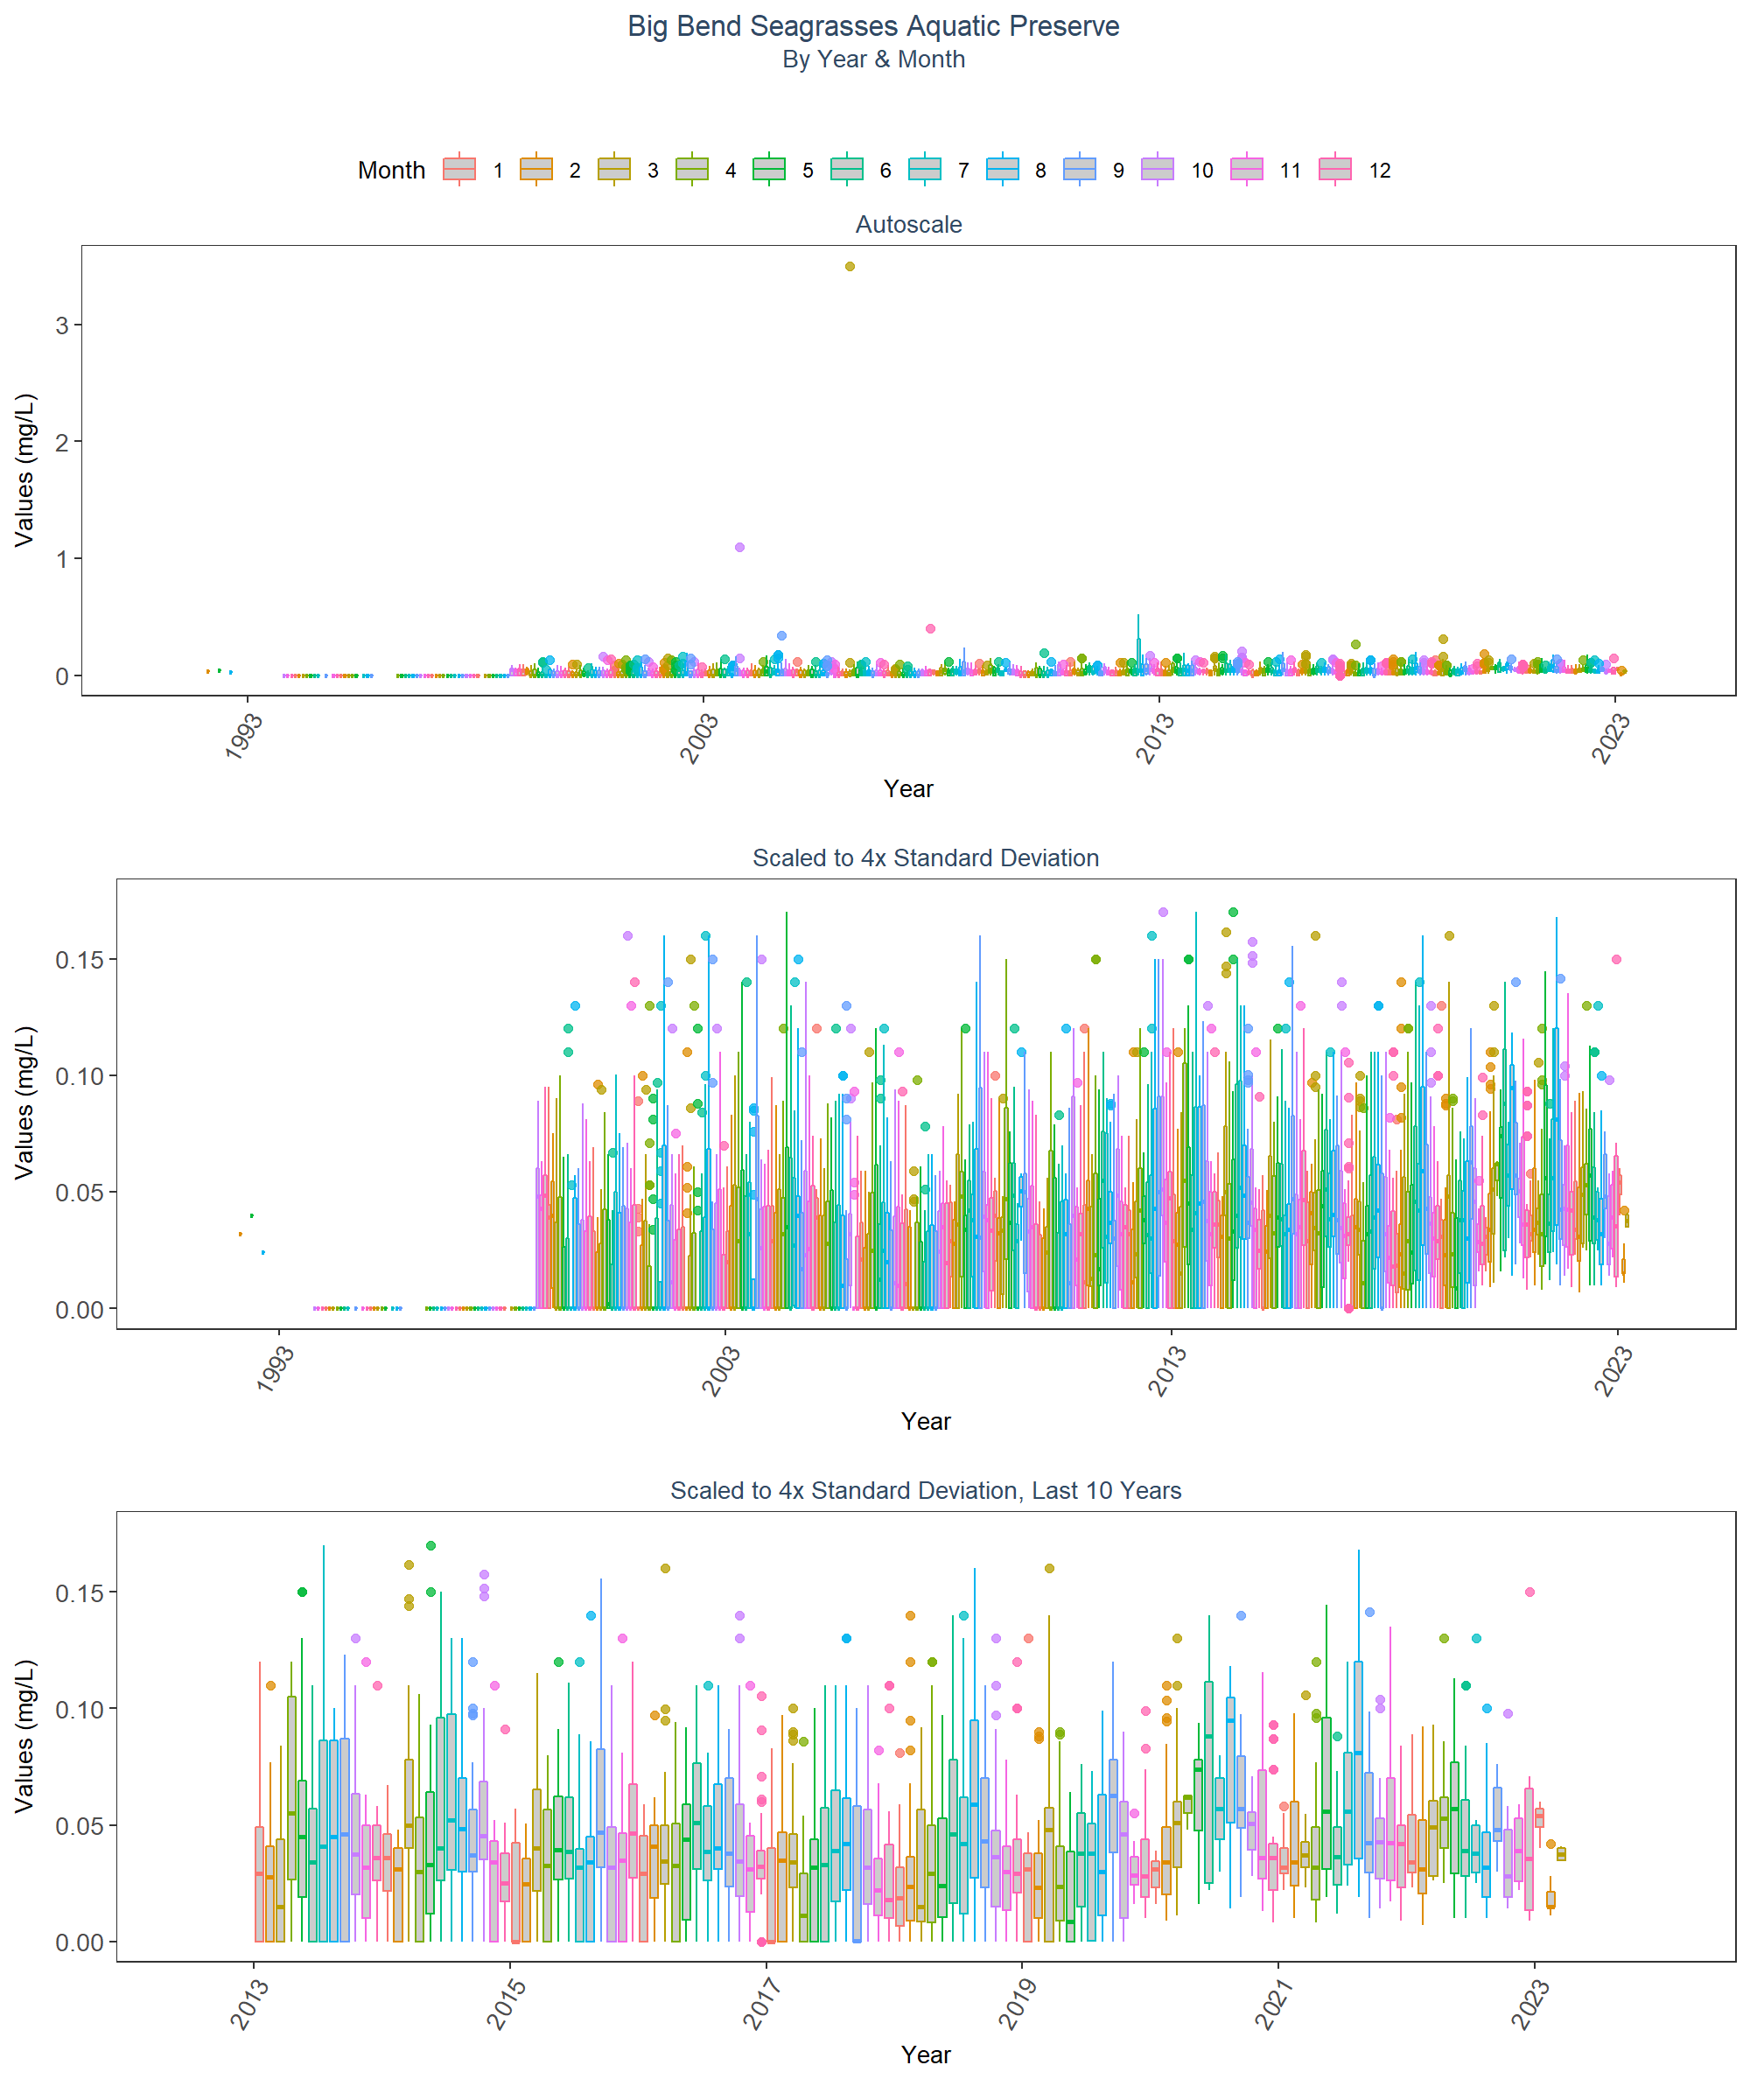 Big Bend Seagrasses Aquatic Preserve
By Year & Month
Month 1 2 3 4 5 6 7 8 9 10 11 12
Autoscale
Values (mg/L)
3
2
1
0
1993 2003 2013 2023
Year
Scaled to 4x Standard Deviation
Values (mg/L)
0.15
0.10
0.05
0.00
1993 2003 2013 2023
Year
Scaled to 4x Standard Deviation, Last 10 Years
Values (mg/L)
0.15
0.10
0.05
0.00
2013 2015 2017 2019 2021 2023
Year